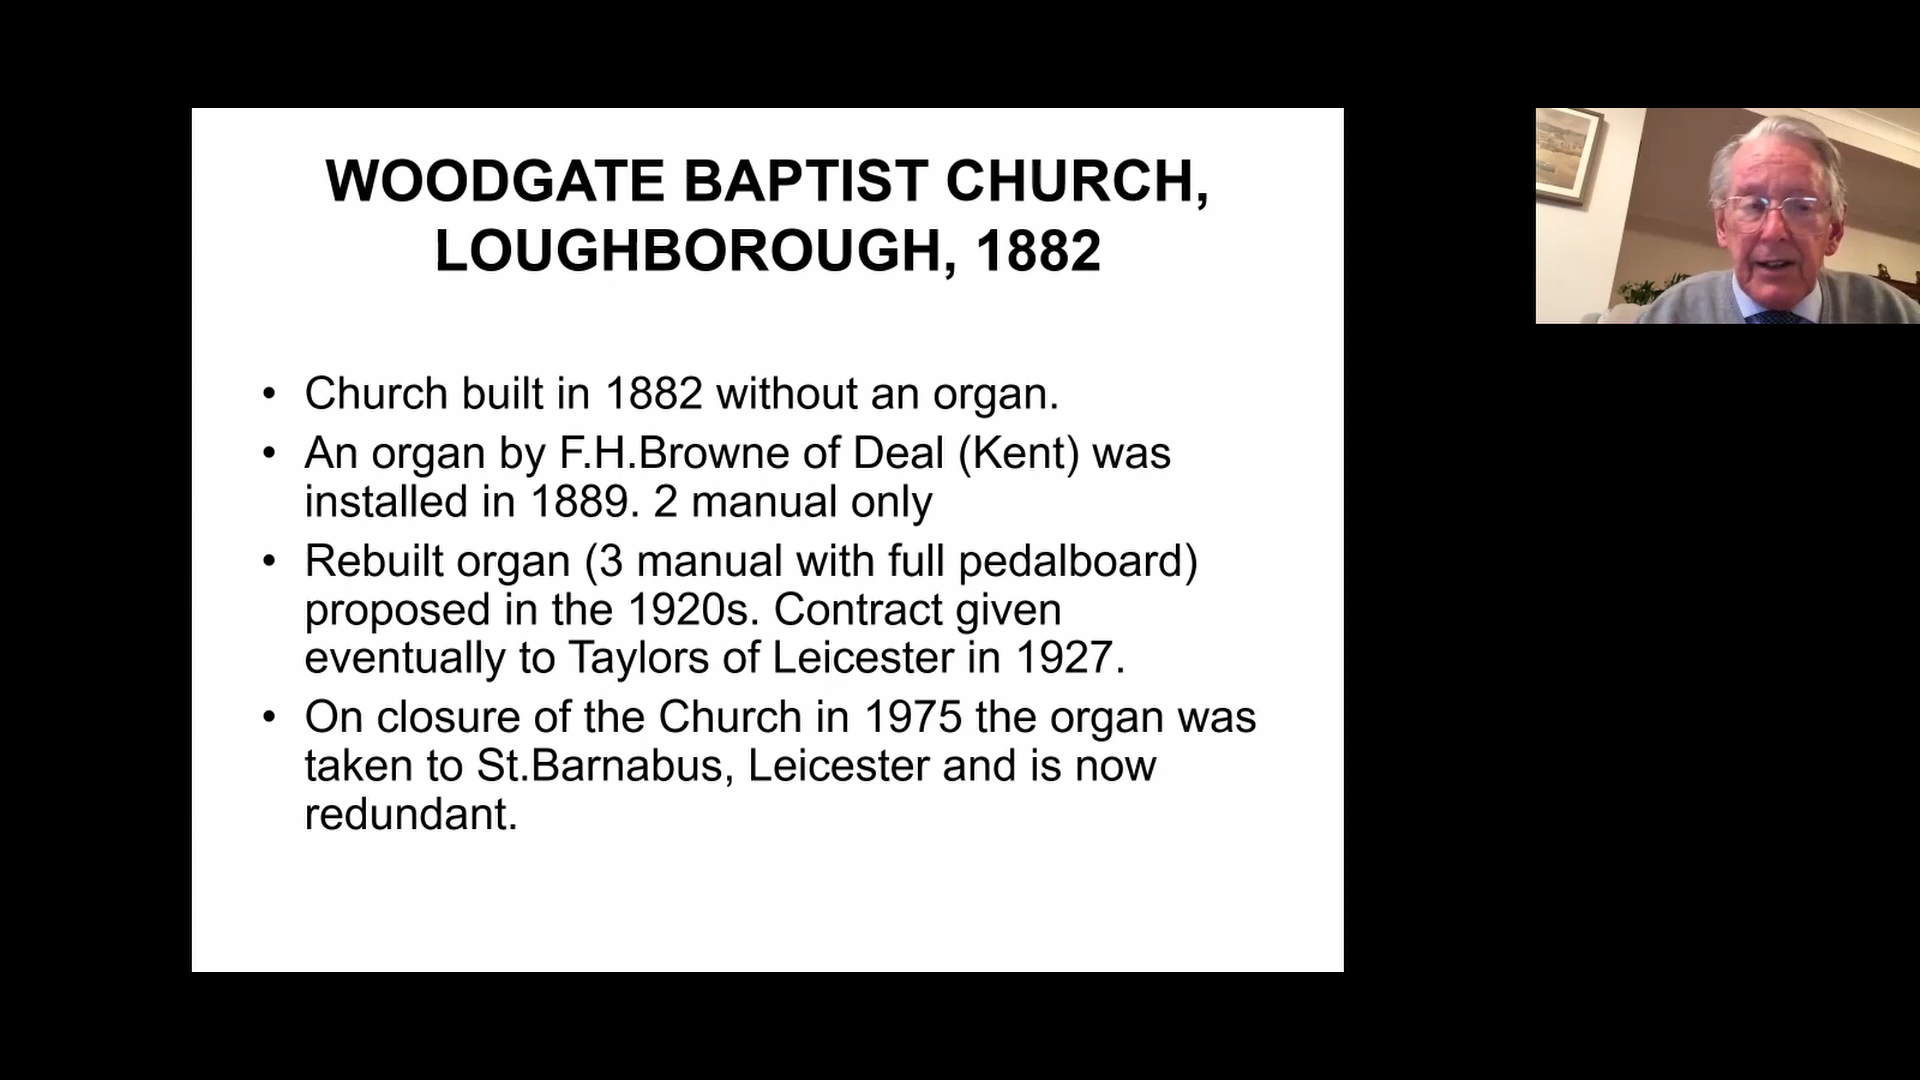 WOODGATE BAPTIST CHURCH,
LOUGHBOROUGH, 1882
• Church built in 1882 without an organ.
• An organ by F.H.Browne of Deal (Kent) was
installed in 1889. 2 manual only
• Rebuilt organ (3 manual with full pedalboard)
proposed in the 1920s. Contract given
eventually to Taylors of Leicester in 1927.
• On closure of the Church in 1975 the organ was
taken to St.Barnabus, Leicester and is now
redundant.